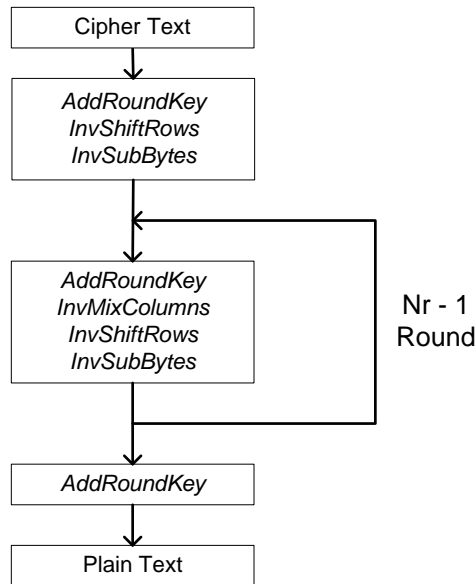 Cipher Text
AddRoundKey
InvShiftRows
InvSubBytes
AddRoundKey
InvMixColumns
InvShiftRows
InvSubBytes
Nr - 1
Round
AddRoundKey
Plain Text